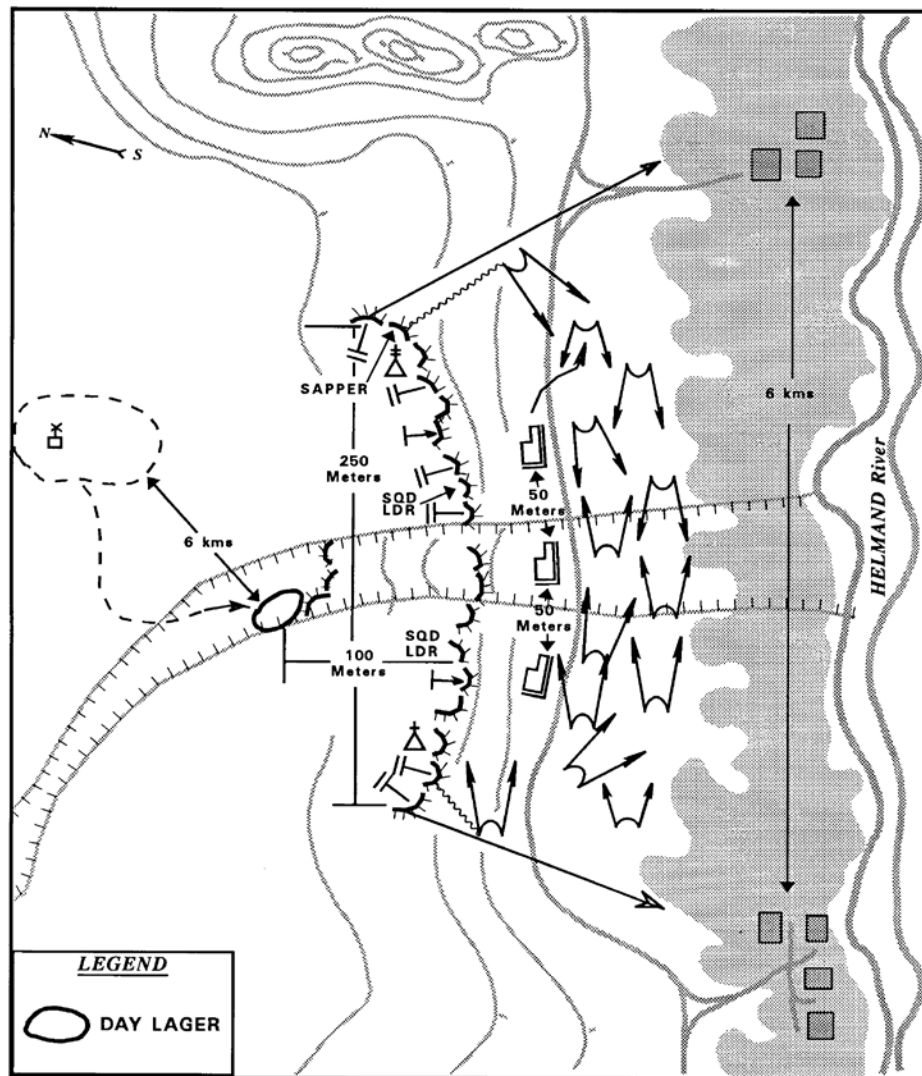 N
S
SAPPER
250
Meters
SQD
LDR
6 kms
50
Meters
6 kms
HELMAND River
50
Meters
SQD
LDR
100
Meters
LEGEND
DAY LAGER